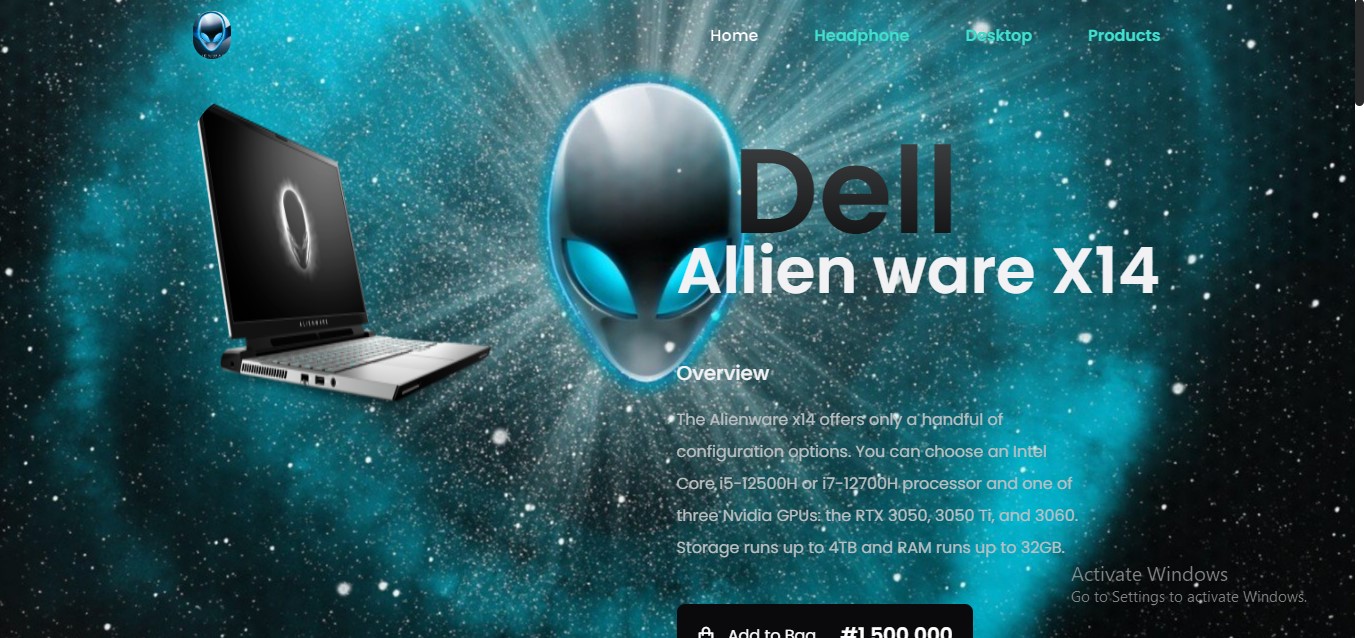 Home Headphone Desktop Products
Dell
Allien ware X14
ALIENWARE
Overview
The Alienware x14 offers only a handful of
configuration options. You can choose an Intel
Core i5-12500H or i7-12700H processor and one of
three Nvidia GPUs: the RTX 3050, 3050 Ti, and 3060.
Storage runs up to 4TB and RAM runs up to 32GB.
Activate Windows
Go to Settings to activate Windows.
Add to Bag #1,500,000